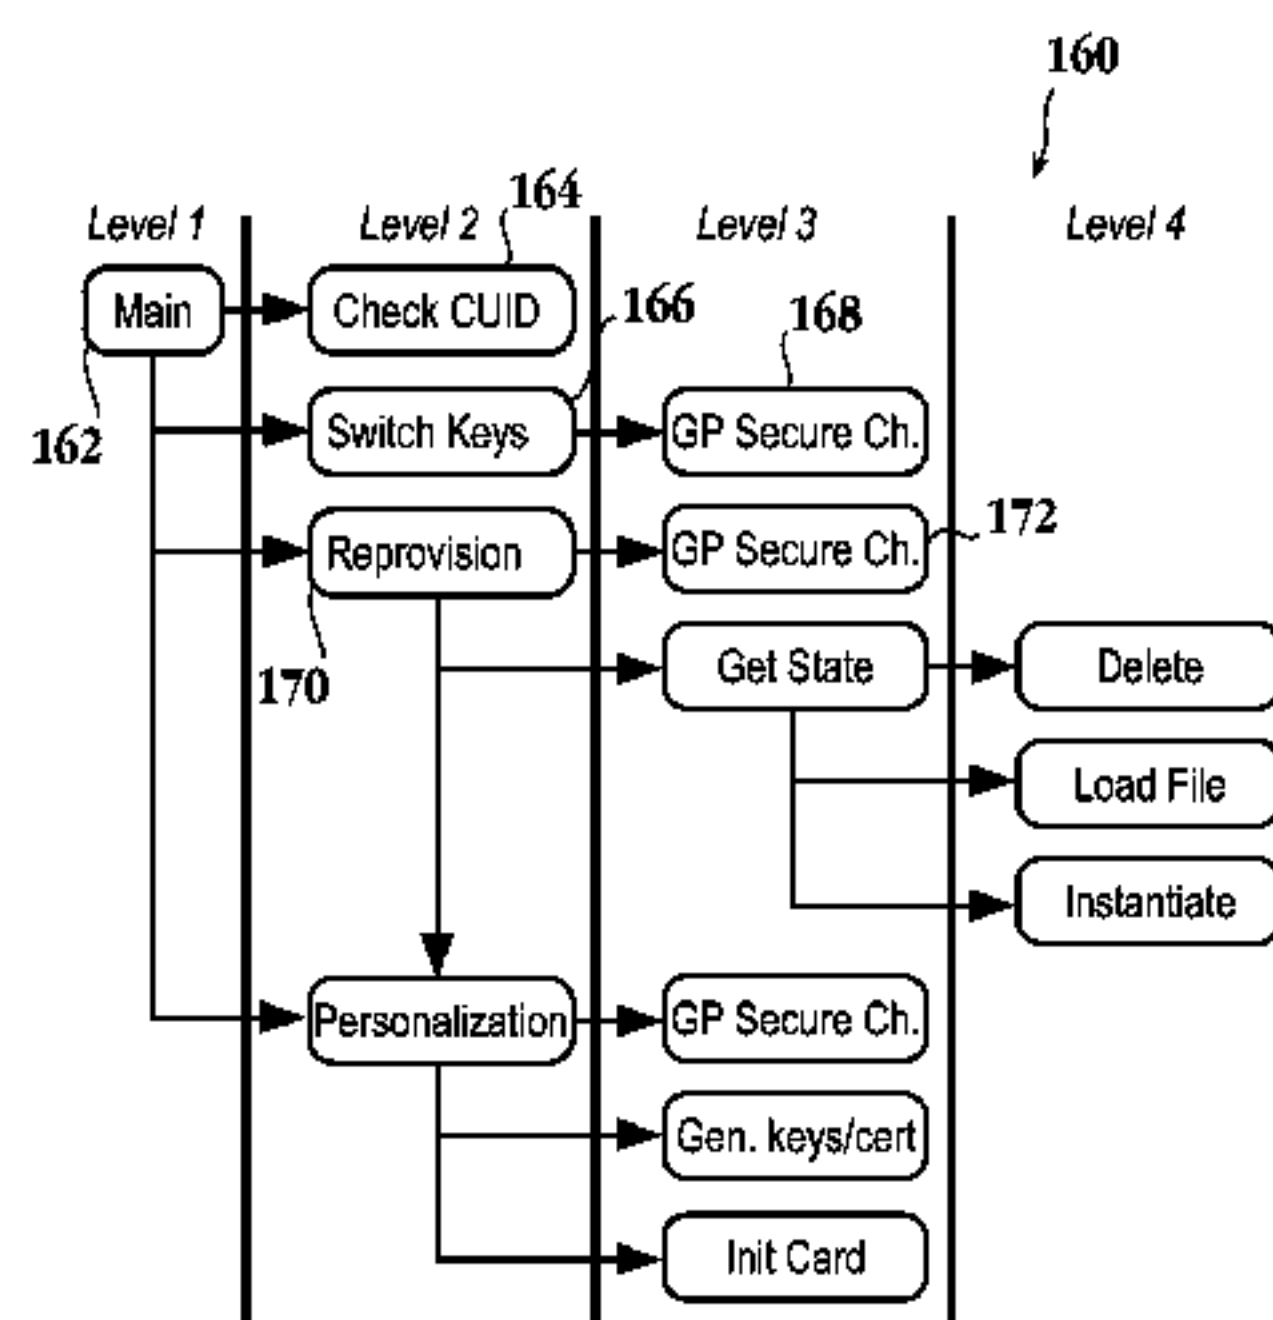 160
164
Level 1 Level 2 Level 3 Level 4
Main Check CUID
166 168
162 Switch Keys GP Secure Ch.
172
Reprovision GP Secure Ch.
170 Get State Delete
Load File
Instantiate
Personalization GP Secure Ch.
Gen. keys/cert
Init Card